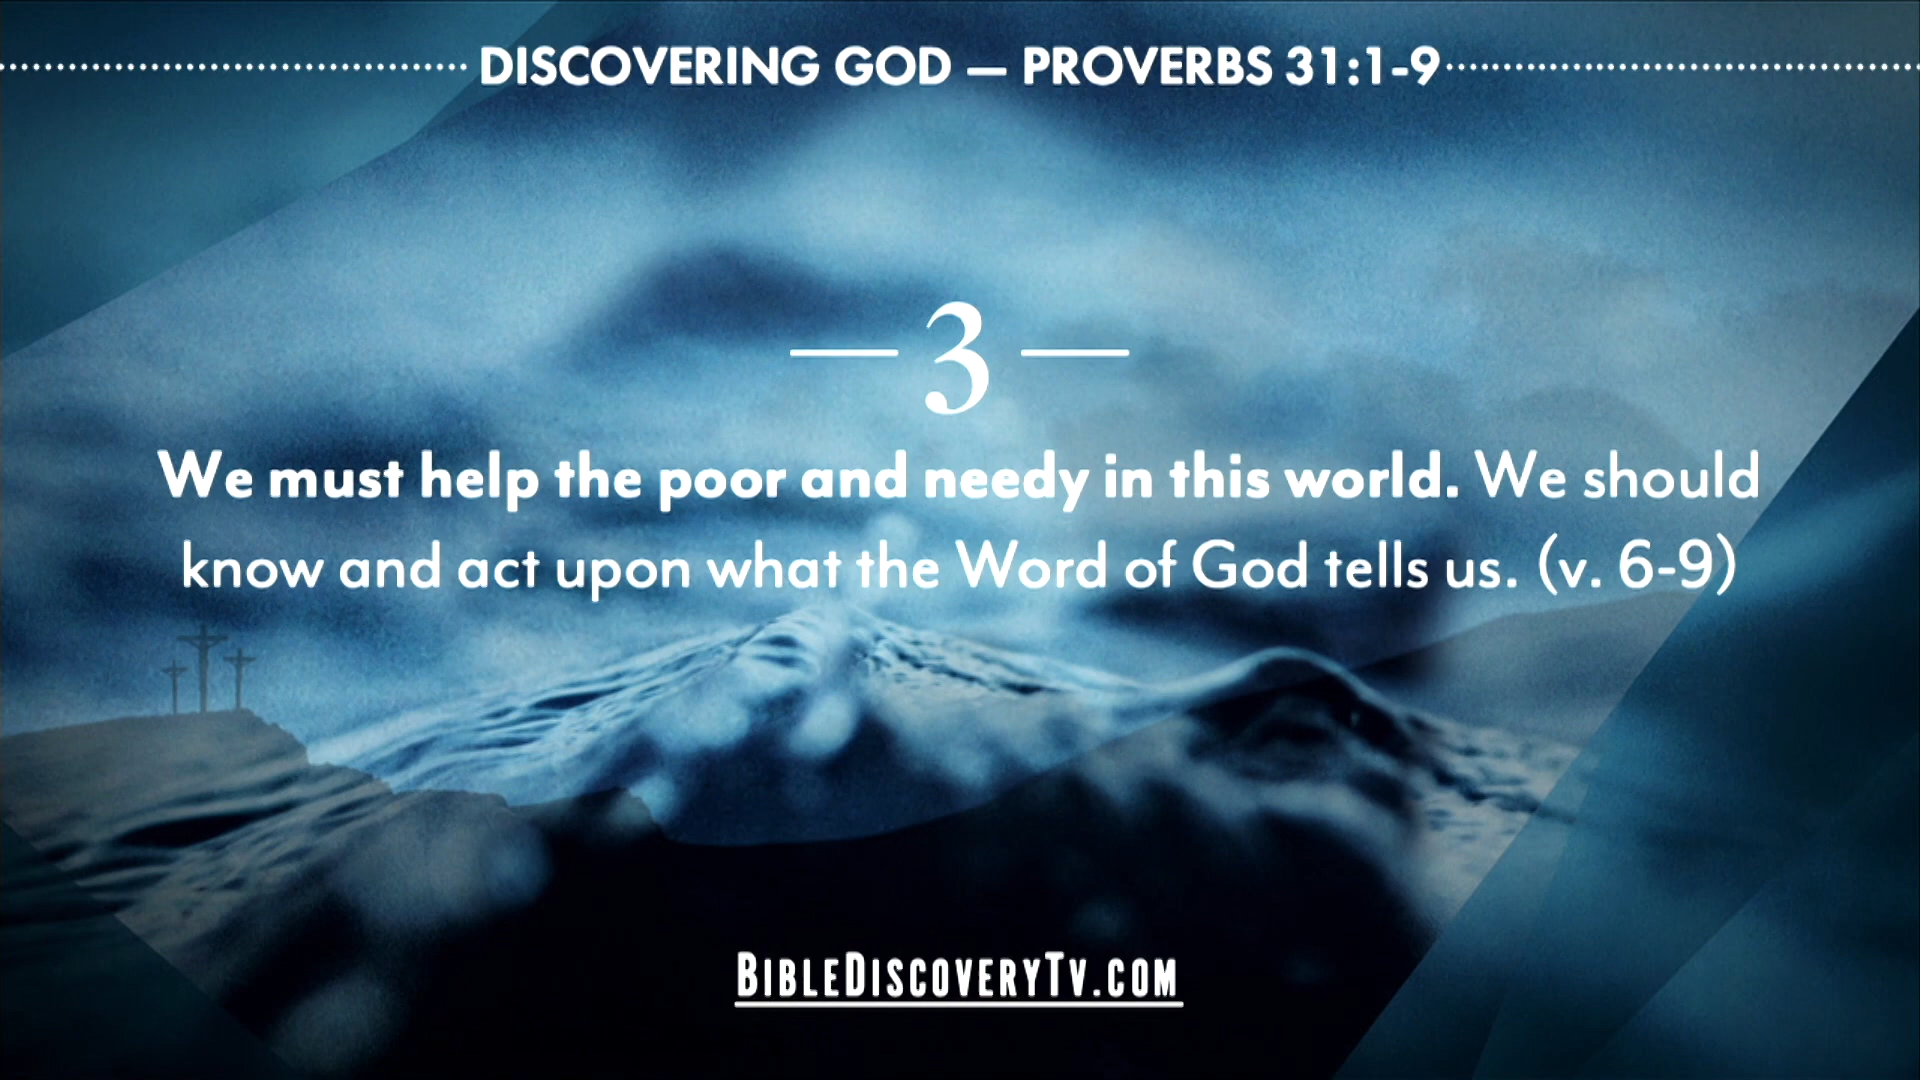 DISCOVERING GOD — PROVERBS 31:1-9
— 3 —
We must help the poor and needy in this world. We should
know and act upon what the Word of God tells us. (v. 6-9)
BIBLEDISCOVERYTV.COM